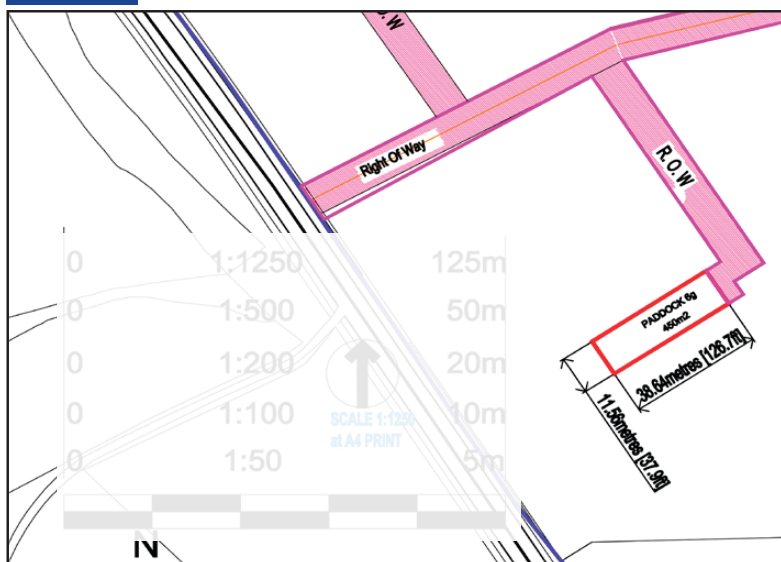 O. W
Right Of Way
R. O. W
PADDOCK 6g
450m2
38.64metres [126.7ft]
11.56metres [37.9ft]
0 1:1250 125m
0 1:500 50m
0 1:200 20m
0 1:100 10m
SCALE 1:1250
at A4 PRINT
0 1:50 5m
N